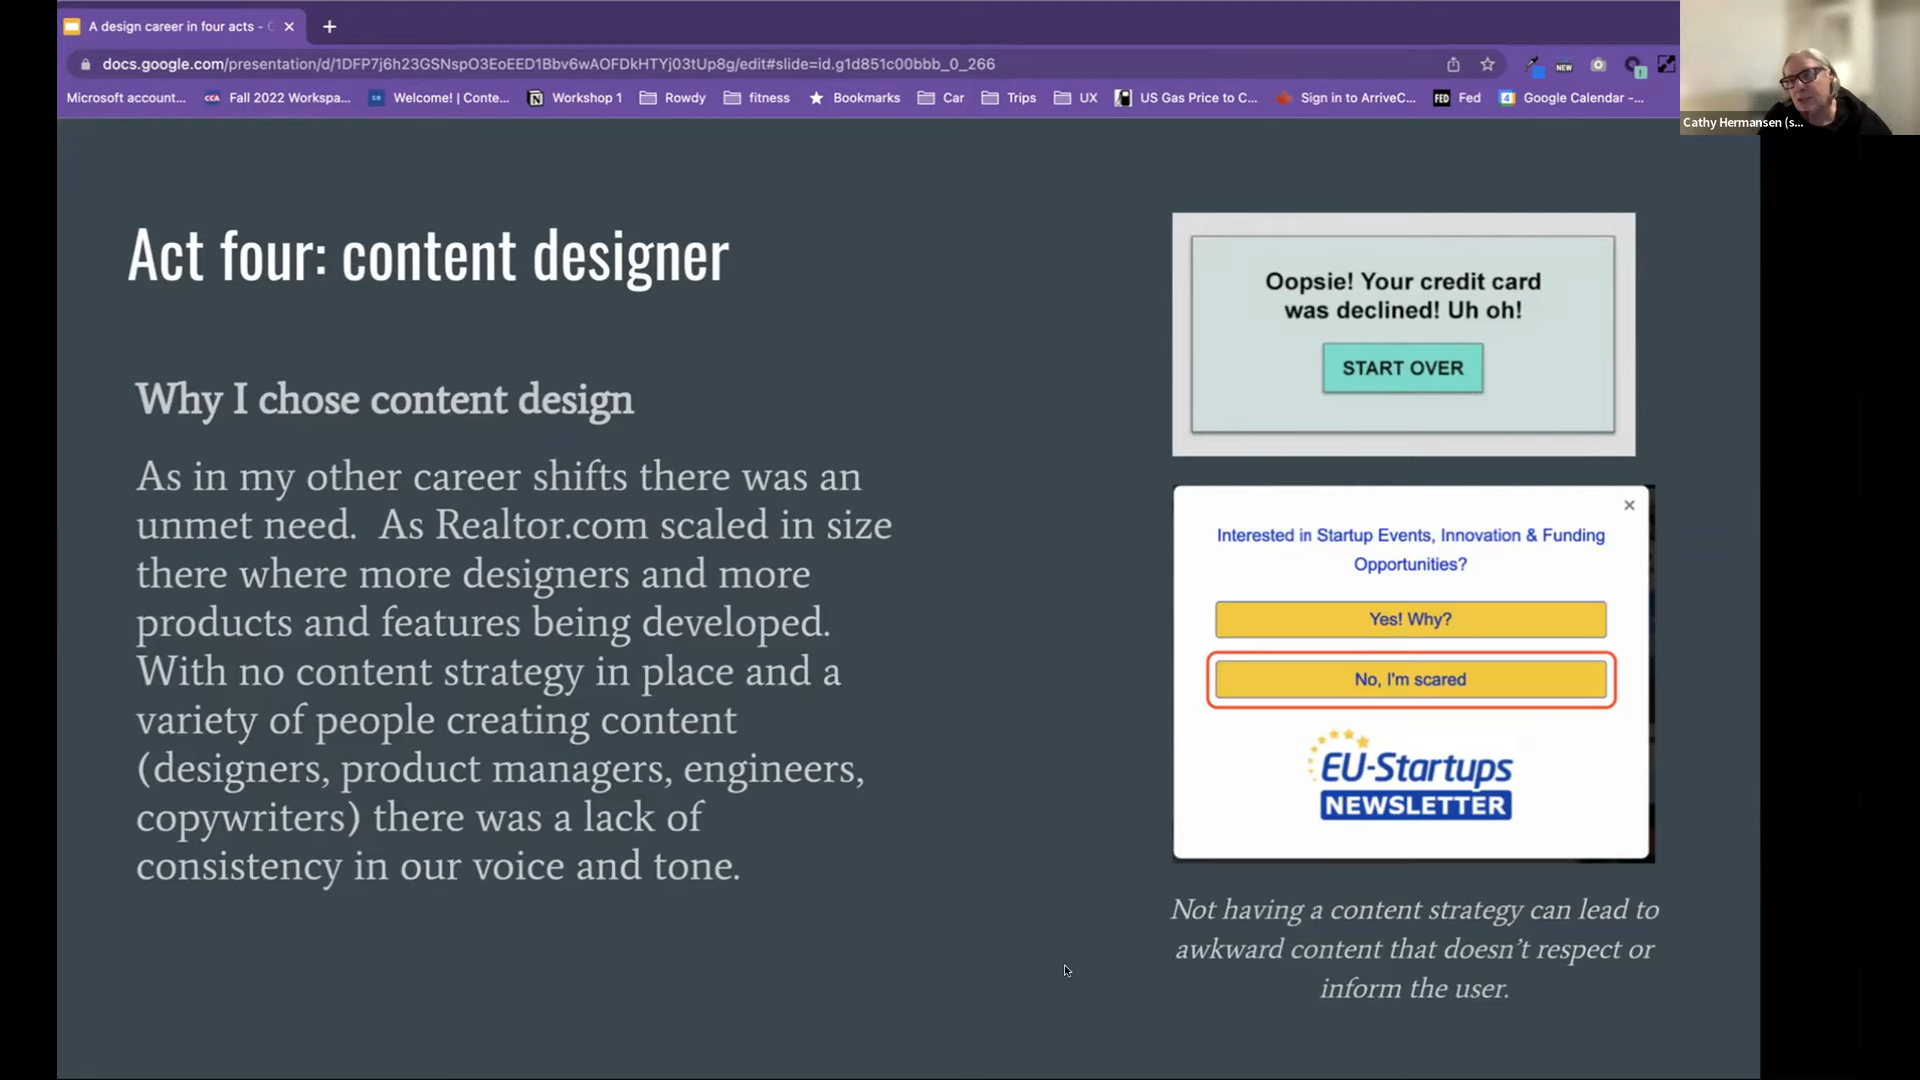 A design career in four acts -
docs.google.com/presentation/d/1DFP7j6h23GSNspO3EoEED1Bbv6wAOFDkHTYj03tUp8g/edit#slide=id.g1d851c00bbb_0_266
NEW
Microsoft account...
CCA
Fall 2022 Workspa...
Welcome! | Conte...
Workshop 1
Rowdy
fitness
Bookmarks
Car
Trips
UX
US Gas Price to C...
Sign in to ArriveC...
FED
Fed
4
Google Calendar -...
Cathy Hermansen (s...
Act four: content designer
Why I chose content design
As in my other career shifts there was an
unmet need.  As Realtor.com scaled in size
there where more designers and more
products and features being developed.
With no content strategy in place and a
variety of people creating content
(designers, product managers, engineers,
copywriters) there was a lack of
consistency in our voice and tone.
Oopsie! Your credit card
was declined! Uh oh!
START OVER
Interested in Startup Events, Innovation & Funding
Opportunities?
Yes! Why?
No, I'm scared
EU-Startups
NEWSLETTER
Not having a content strategy can lead to
awkward content that doesn’t respect or
inform the user.